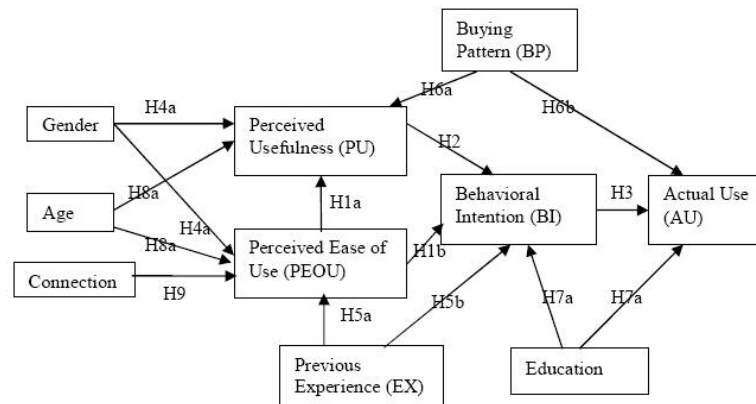 Buying
Pattern (BP)
H4a
H6a
H6b
Gender
Perceived
Usefulness (PU)
H2
H8a
H1a
Behavioral
Intention (BI)
H3
Actual Use
(AU)
Age
H4a
H8a
Perceived Ease of
Use (PEOU)
H1b
Connection
H9
H5a
H5b
H7a
H7a
Previous
Experience (EX)
Education